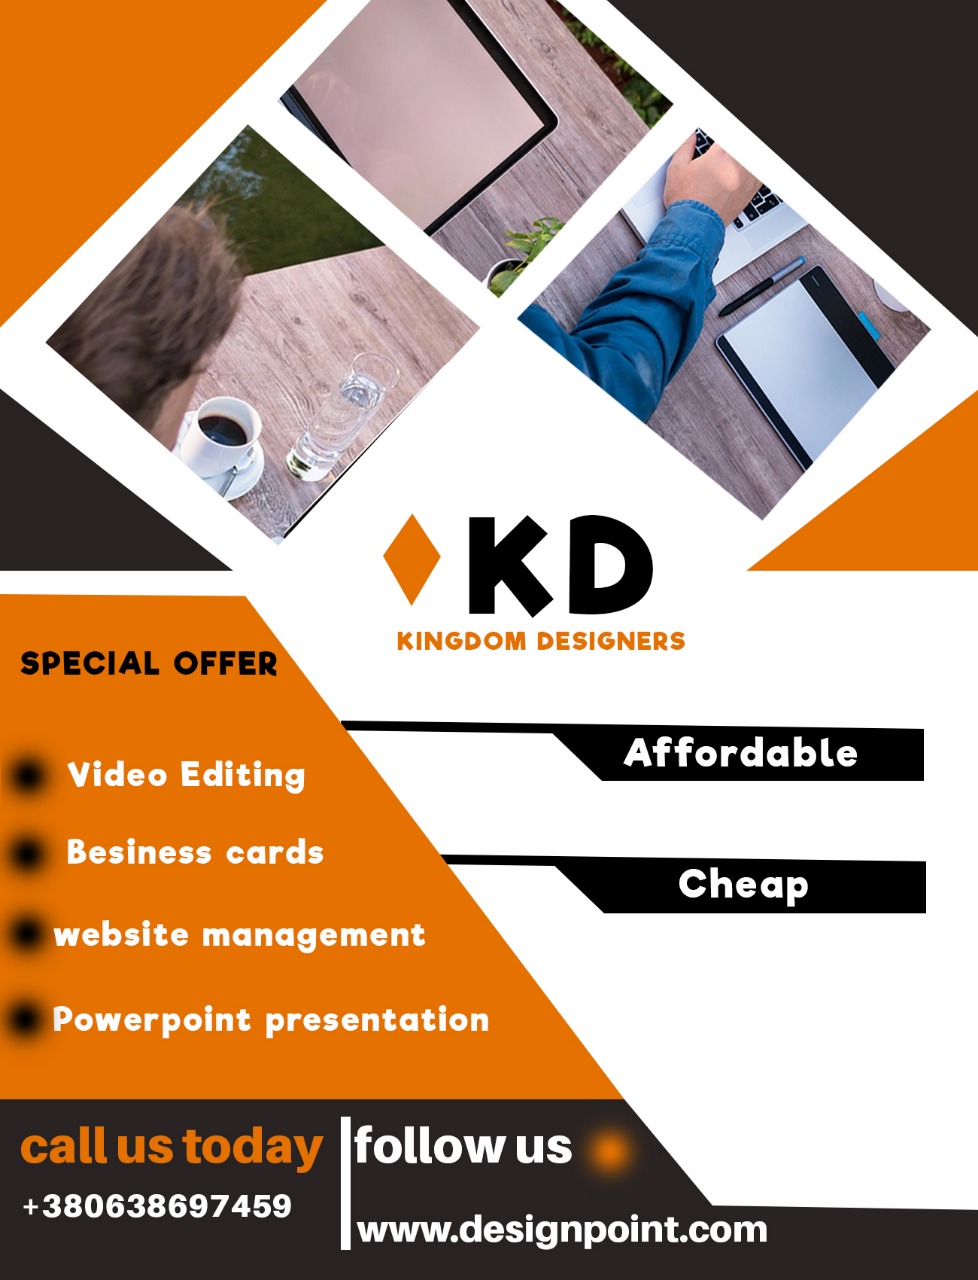 KD
KINGDOM DESIGNERS
SPECIAL OFFER
Video Editing
Besiness cards
website management
Powerpoint presentation
Affordable
Cheap
call us today
+380638697459
follow us
www.designpoint.com